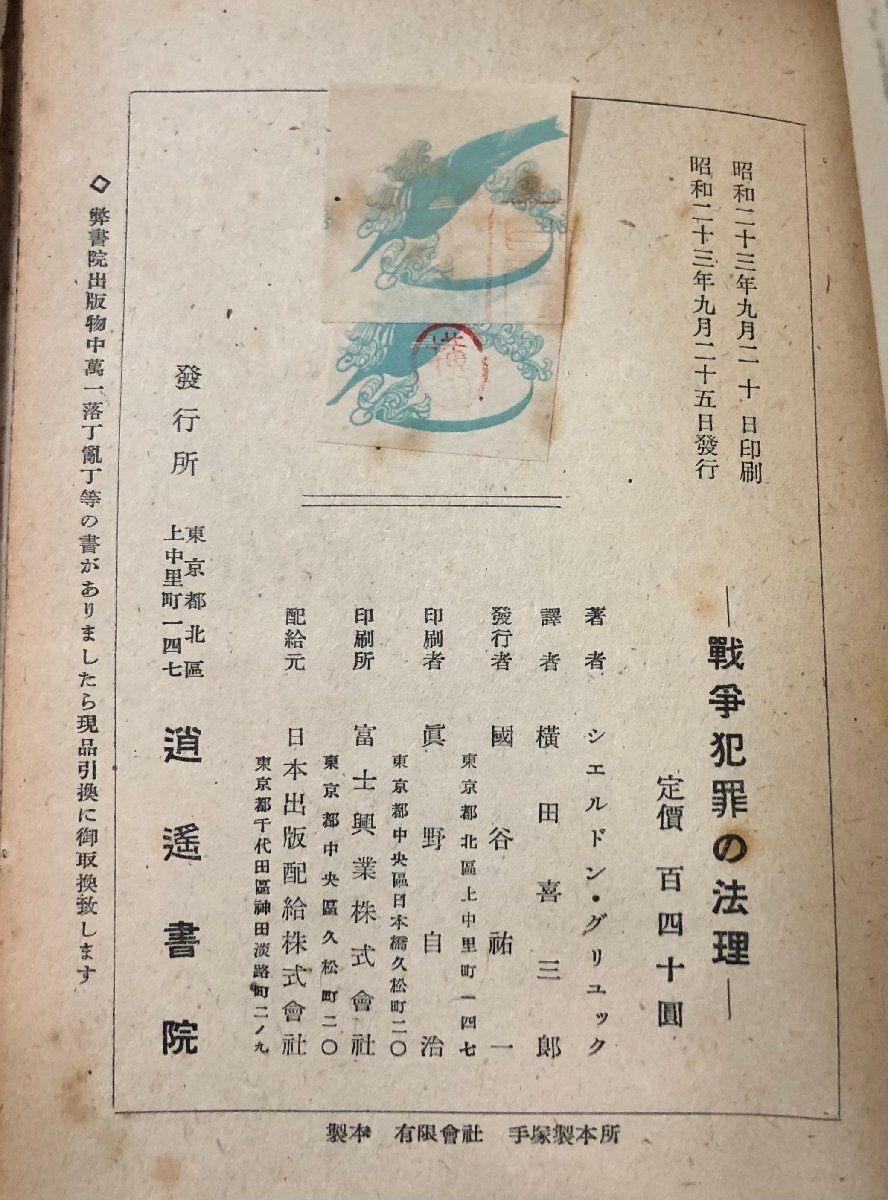 昭和二十三年九月二十日印刷
昭和二十三年九月二十五日發行
―戰爭犯罪の法理―
定價 百四十圓
著者 シエルドン・グリユック
譯者 橫田喜三郎
發行者 國谷祐一
東京都北區上中里町一四七
印刷者 眞野自治
東京都中央區日本橋久松町二〇
印刷所 富士興業株式會社
東京都中央區久松町二〇
配給元 日本出版配給株式會社
東京都千代田區神田淡路町二ノ九
發行所
東京都北區
上中里町一四七
逍遙書院
◇弊書院出版物中萬一落丁亂丁等の書がありましたら現品引換に御取換致します
製本 有限會社 手塚製本所
橫